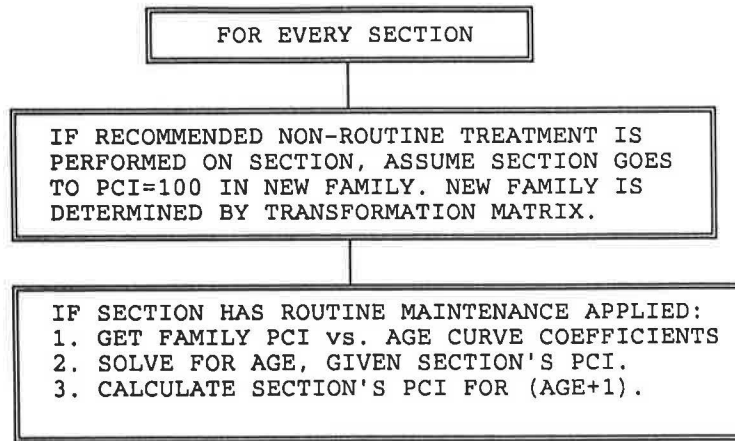 FOR EVERY SECTION
IF RECOMMENDED NON-ROUTINE TREATMENT IS
PERFORMED ON SECTION, ASSUME SECTION GOES
TO PCI=100 IN NEW FAMILY. NEW FAMILY IS
DETERMINED BY TRANSFORMATION MATRIX.
IF SECTION HAS ROUTINE MAINTENANCE APPLIED:
1. GET FAMILY PCI vs. AGE CURVE COEFFICIENTS
2. SOLVE FOR AGE, GIVEN SECTION'S PCI.
3. CALCULATE SECTION'S PCI FOR (AGE+1).